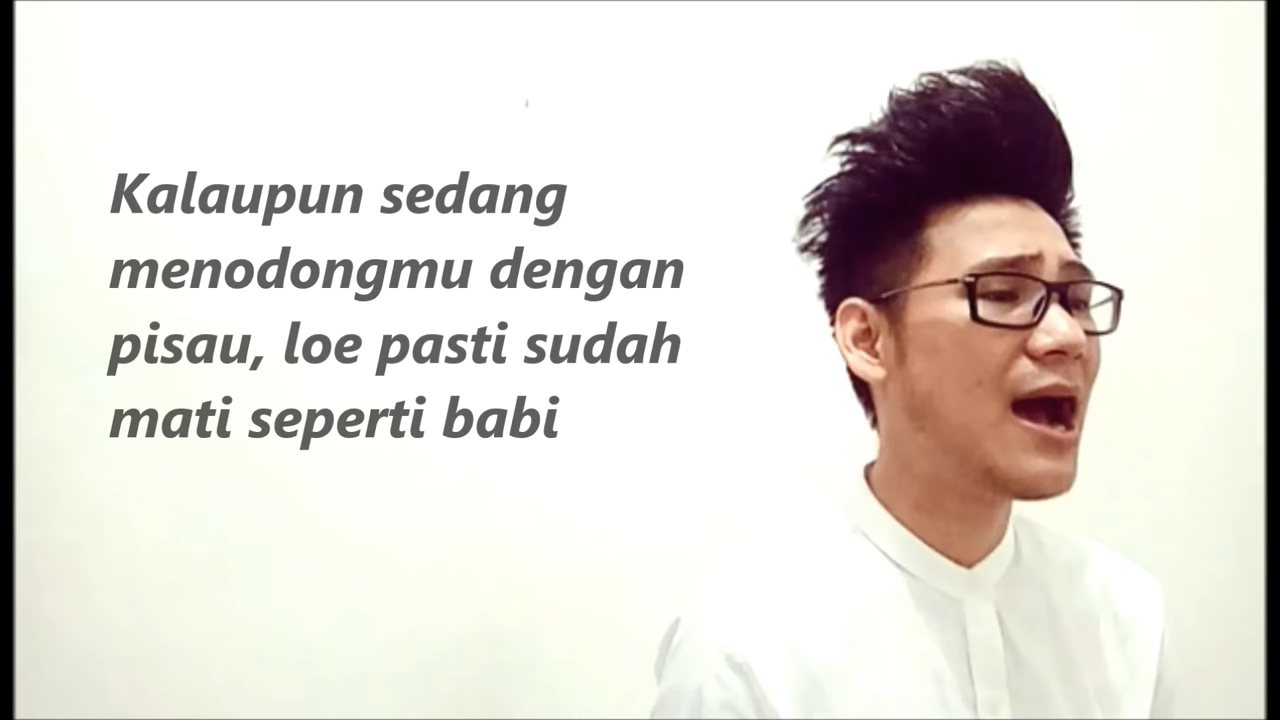 Kalaupun sedang
menodongmu dengan
pisau, loe pasti sudah
mati seperti babi